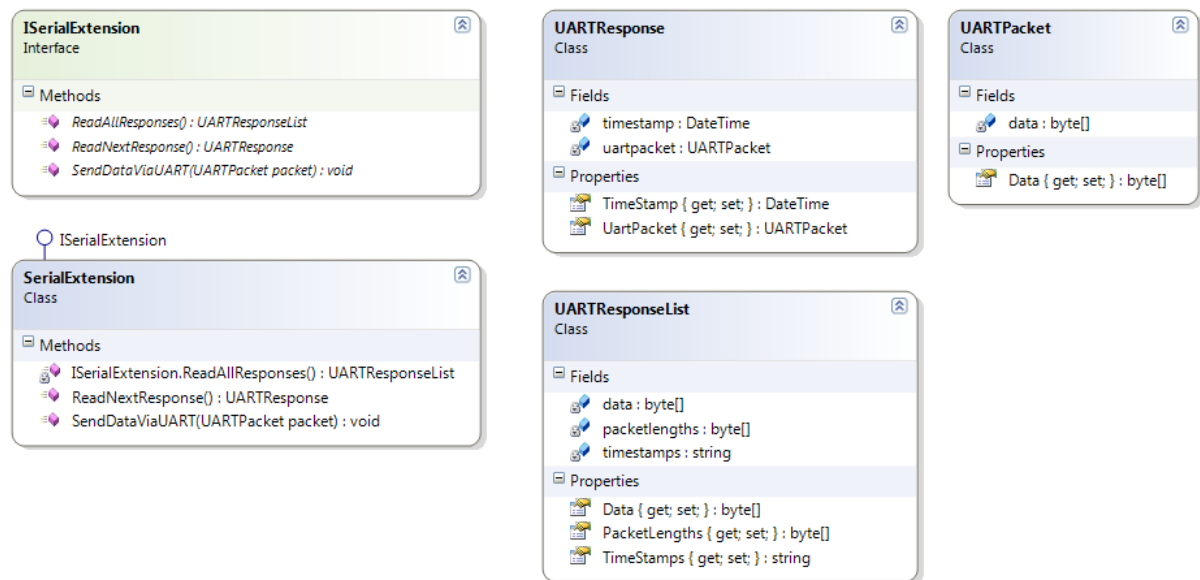 ISerialExtension
Interface
Methods
ReadAllResponses() : UARTResponseList
ReadNextResponse() : UARTResponse
SendDataViaUART(UARTPacket packet) : void
ISerialExtension
SerialExtension
Class
Methods
ISerialExtension.ReadAllResponses() : UARTResponseList
ReadNextResponse() : UARTResponse
SendDataViaUART(UARTPacket packet) : void
UARTResponse
Class
Fields
timestamp : DateTime
uartpacket : UARTPacket
Properties
TimeStamp { get; set; } : DateTime
UartPacket { get; set; } : UARTPacket
UARTResponseList
Class
Fields
data : byte[]
packetlengths : byte[]
timestamps : string
Properties
Data { get; set; } : byte[]
PacketLengths { get; set; } : byte[]
TimeStamps { get; set; } : string
UARTPacket
Class
Fields
data : byte[]
Properties
Data { get; set; } : byte[]